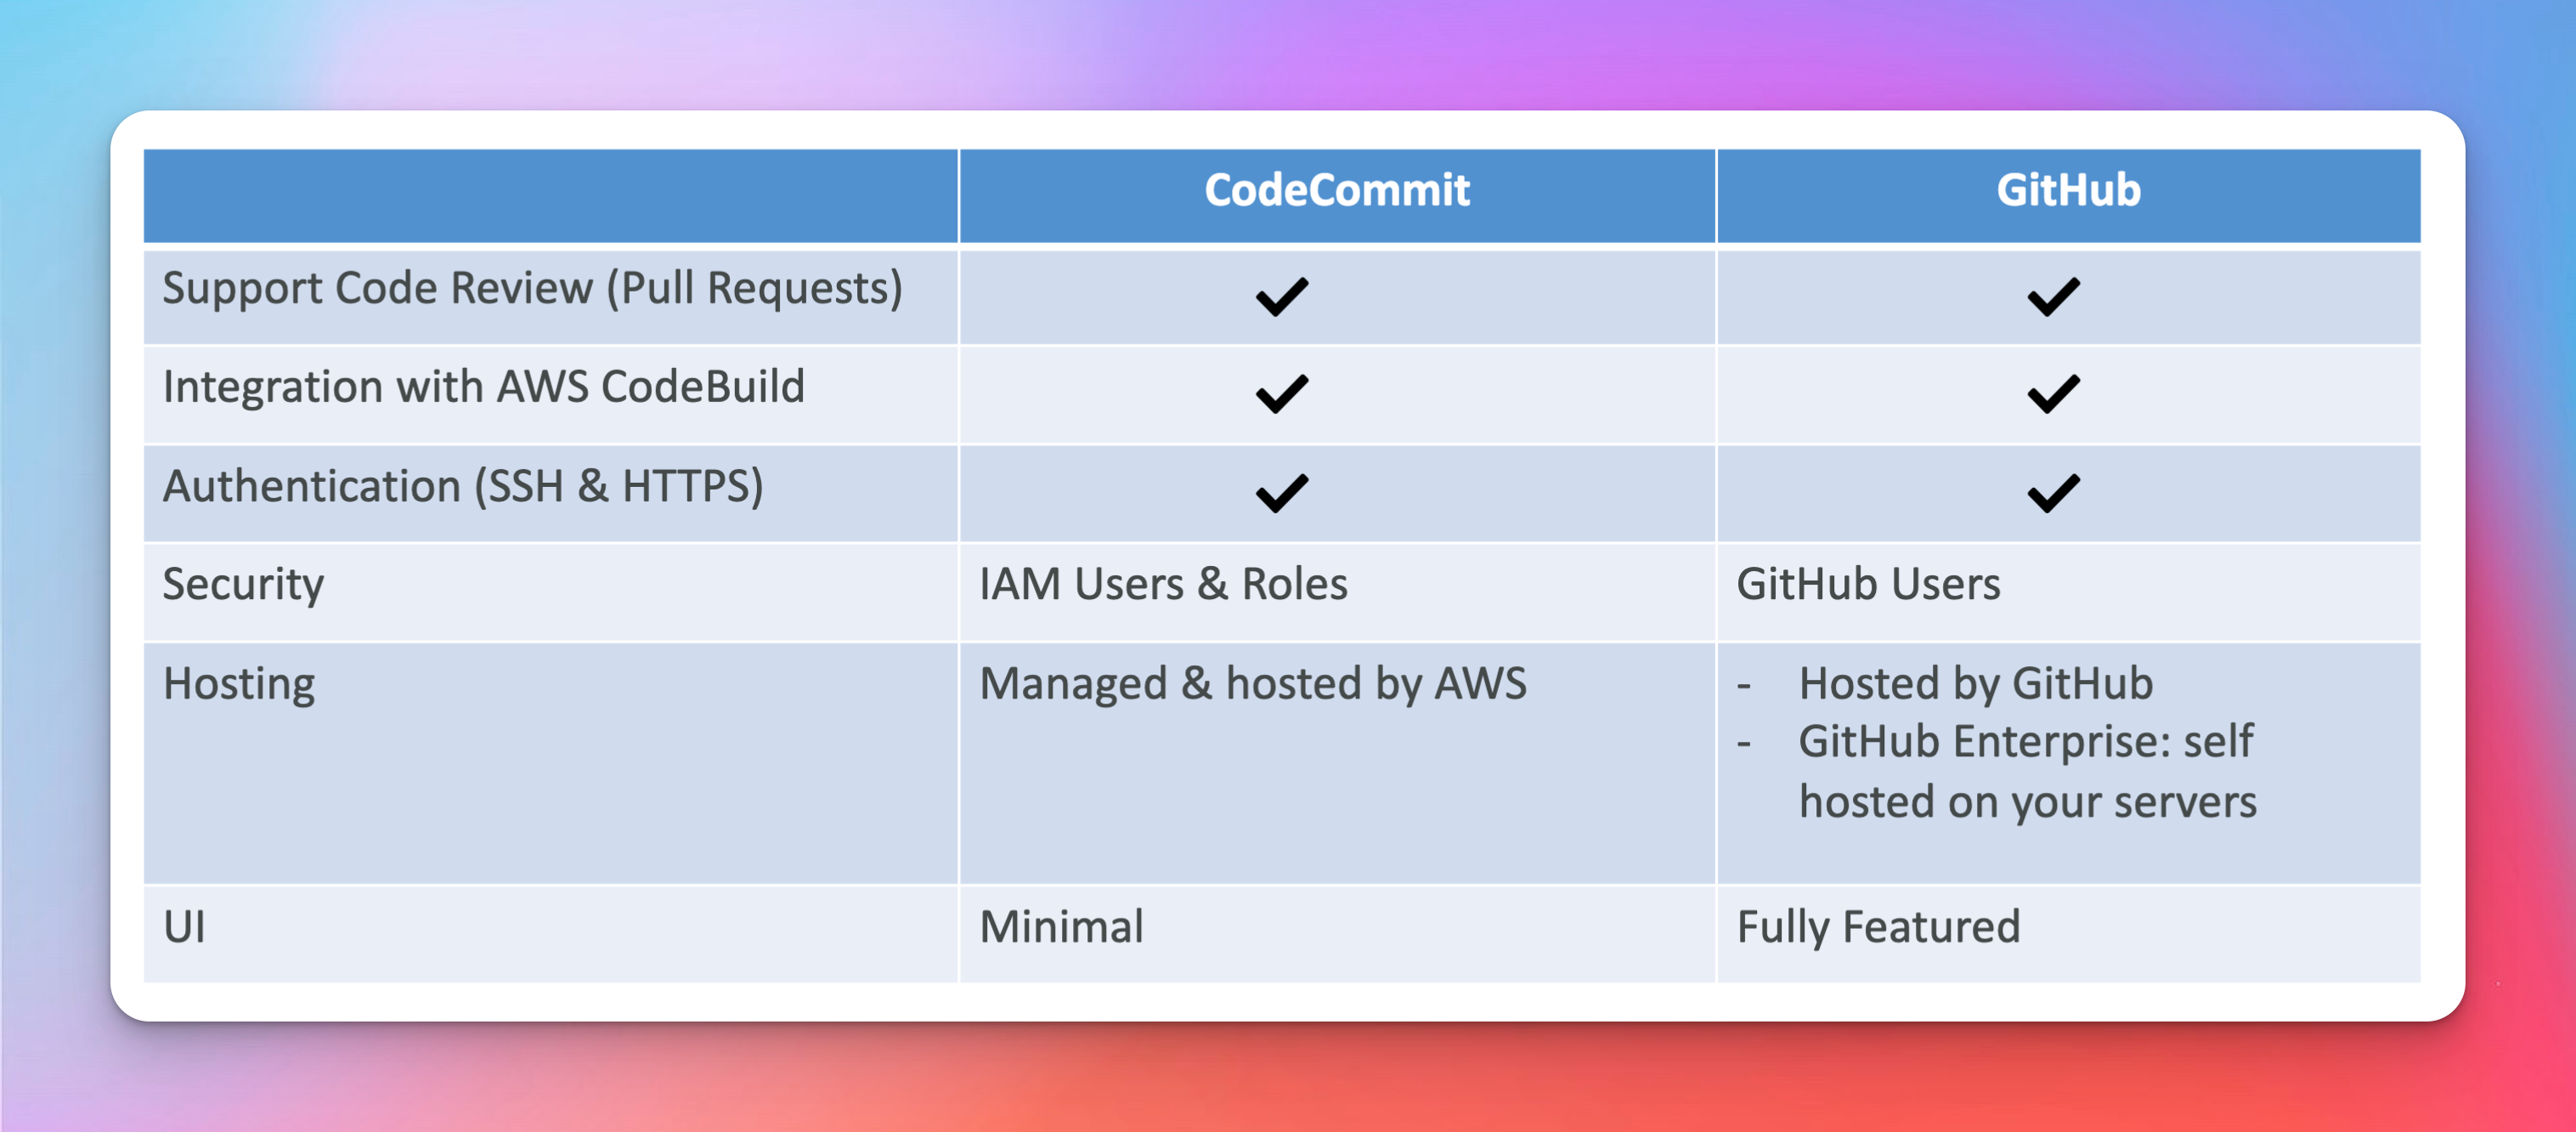 CodeCommit GitHub
Support Code Review (Pull Requests) ✓ ✓
Integration with AWS CodeBuild ✓ ✓
Authentication (SSH & HTTPS) ✓ ✓
Security IAM Users & Roles GitHub Users
Hosting Managed & hosted by AWS - Hosted by GitHub
- GitHub Enterprise: self
hosted on your servers
UI Minimal Fully Featured